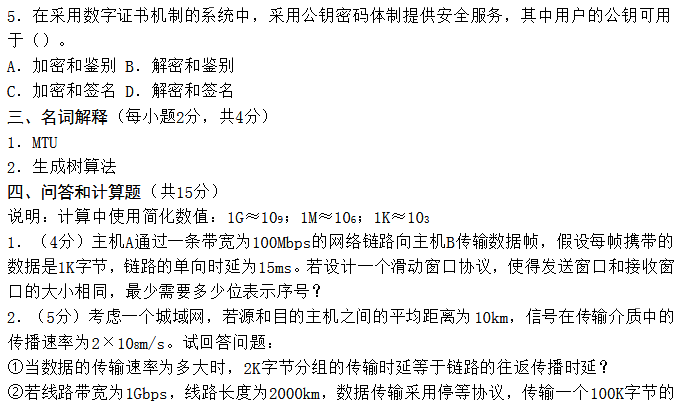 5. 在采用数字证书机制的系统中，采用公钥密码体制提供安全服务，其中用户的公钥可用
于（）。
A. 加密和鉴别 B. 解密和鉴别
C. 加密和签名 D. 解密和签名
三、名词解释（每小题2分，共4分）
1. MTU
2. 生成树算法
四、问答和计算题（共15分）
说明：计算中使用简化数值：1G≈10₉；1M≈10₆；1K≈10₃
1. （4分）主机A通过一条带宽为100Mbps的网络链路向主机B传输数据帧，假设每帧携带的
数据是1K字节，链路的单向时延为15ms。若设计一个滑动窗口协议，使得发送窗口和接收窗
口的大小相同，最少需要多少位表示序号？
2. （5分）考虑一个城域网，若源和目的主机之间的平均距离为10km，信号在传输介质中的
传播速率为2×10₈m/s。试回答问题：
①当数据的传输速率为多大时，2K字节分组的传输时延等于链路的往返传播时延？
②若线路带宽为1Gbps，线路长度为2000km，数据传输采用停等协议，传输一个100K字节的